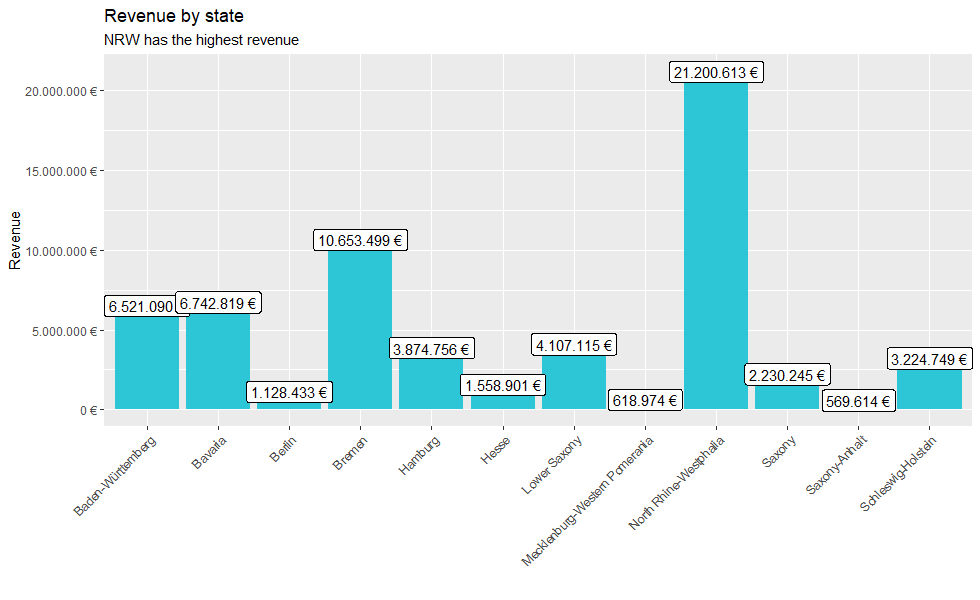 Revenue by state
NRW has the highest revenue
Revenue
20.000.000 €
15.000.000 €
10.000.000 €
5.000.000 €
0 €
6.521.090
6.742.819 €
1.128.433 €
10.653.499 €
3.874.756 €
1.558.901 €
4.107.115 €
618.974 €
21.200.613 €
2.230.245 €
569.614 €
3.224.749 €
Baden-Württemberg
Bavaria
Berlin
Bremen
Hamburg
Hesse
Lower Saxony
Mecklenburg-Western Pomerania
North Rhine-Westphalia
Saxony
Saxony-Anhalt
Schleswig-Holstein